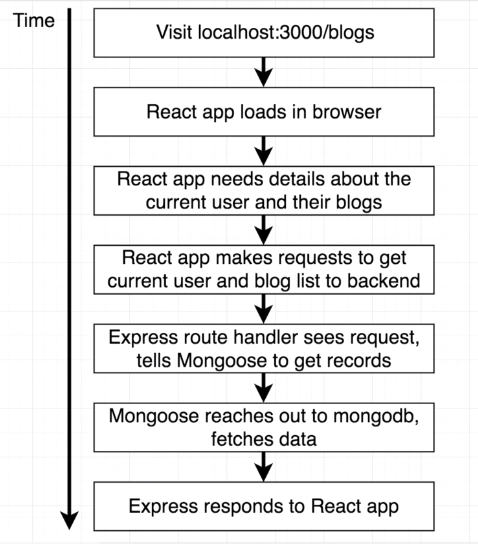 Time
Visit localhost:3000/blogs
React app loads in browser
React app needs details about the
current user and their blogs
React app makes requests to get
current user and blog list to backend
Express route handler sees request,
tells Mongoose to get records
Mongoose reaches out to mongodb,
fetches data
Express responds to React app